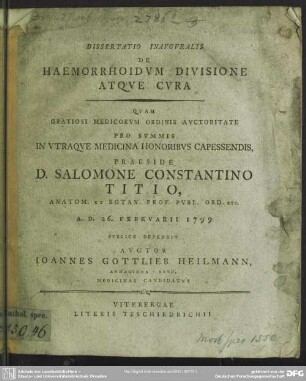 DISSERTATIO INAVGVRALIS
DE
HAEMORRHOIDVM DIVISIONE
ATQVE CVRA
QVAM
GRATIOSI MEDICORVM ORDINIS AVCTORITATE
PRO SVMMIS
IN VTRAQVE MEDICINA HONORIBVS CAPESSENDIS,
PRAESIDE
D. SALOMONE CONSTANTINO
TITIO,
ANATOM. ET BOTAN. PROF. PVBL. ORD. ETC.
A. D. 26. FEBRVARII 1799
PVBLICE DEFENDET
AVCTOR
IOANNES GOTTLIEB HEILMANN,
MEDICINAE CANDIDATVS
VITEBERGAE
LITERIS TESCHIEDRICHII